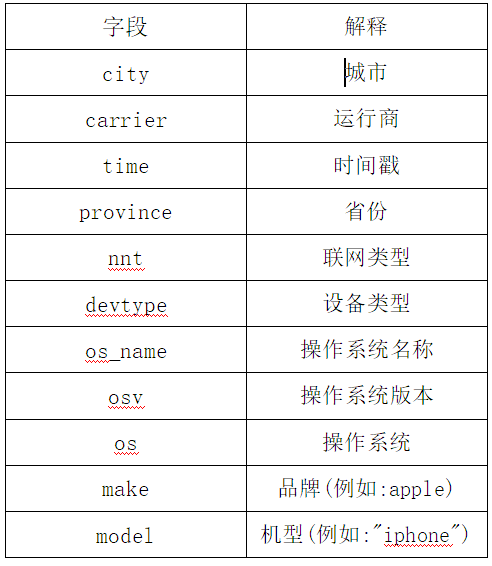 字段 解释
city 城市
carrier 运行商
time 时间戳
province 省份
nnt 联网类型
devtype 设备类型
os_name 操作系统名称
osv 操作系统版本
os 操作系统
make 品牌(例如:apple)
model 机型(例如:"iphone")